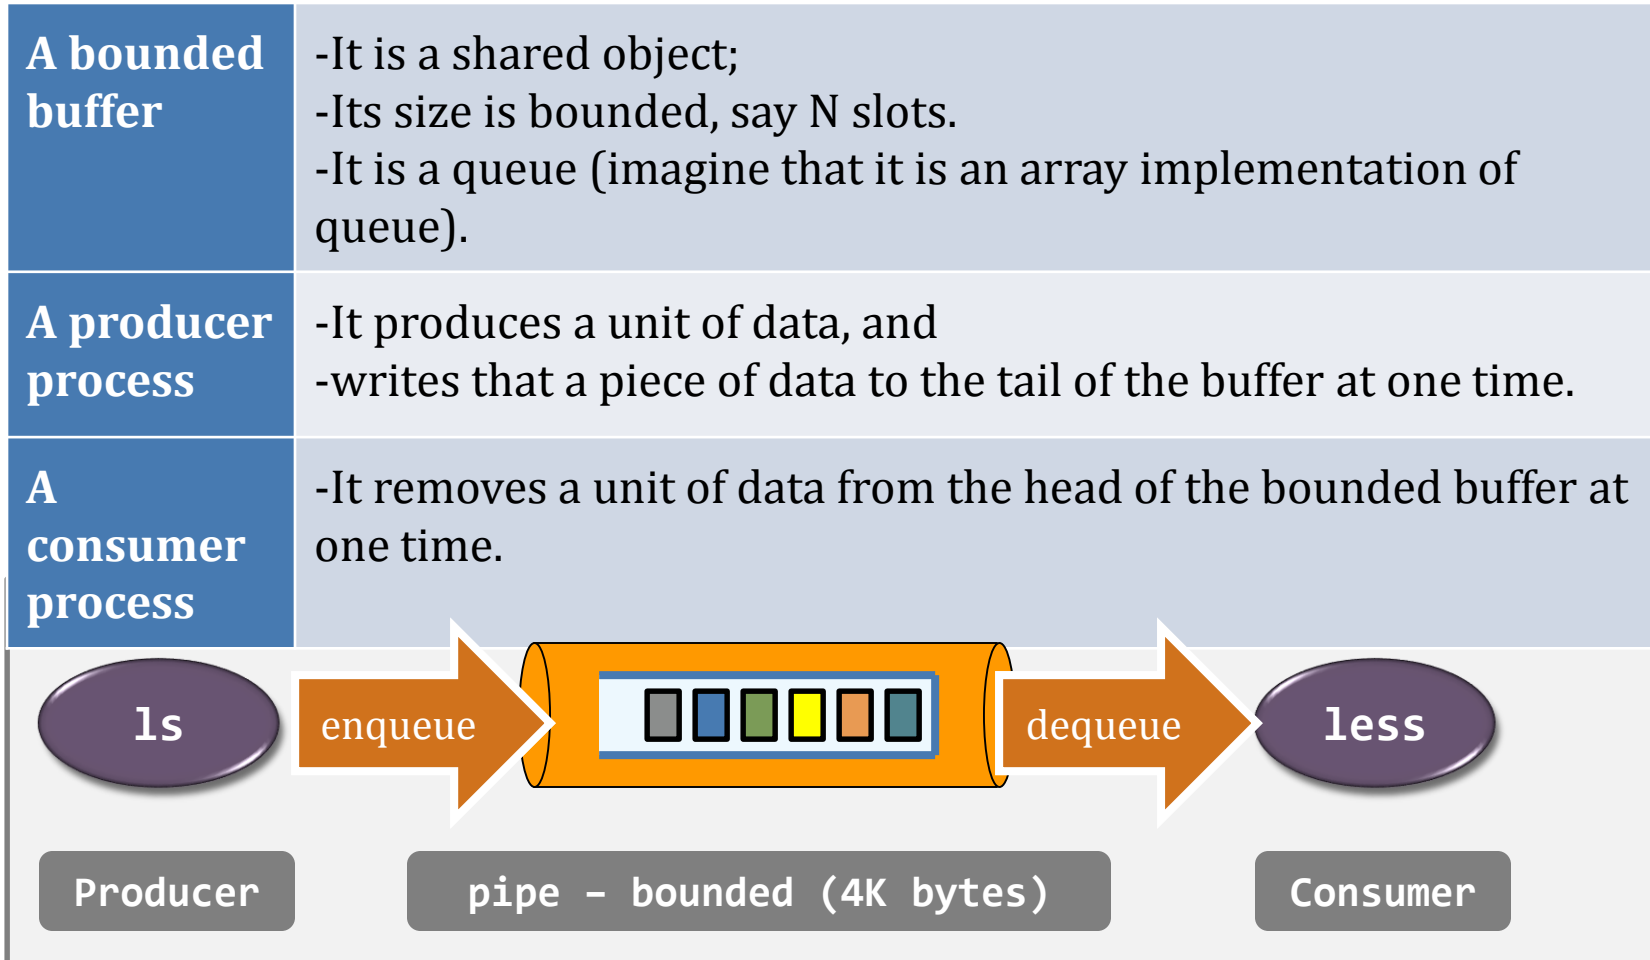 A bounded
buffer
-It is a shared object;
-Its size is bounded, say N slots.
-It is a queue (imagine that it is an array implementation of
queue).
A producer
process
-It produces a unit of data, and
-writes that a piece of data to the tail of the buffer at one time.
A
consumer
process
-It removes a unit of data from the head of the bounded buffer at
one time.
ls
enqueue
dequeue
less
Producer
pipe – bounded (4K bytes)
Consumer